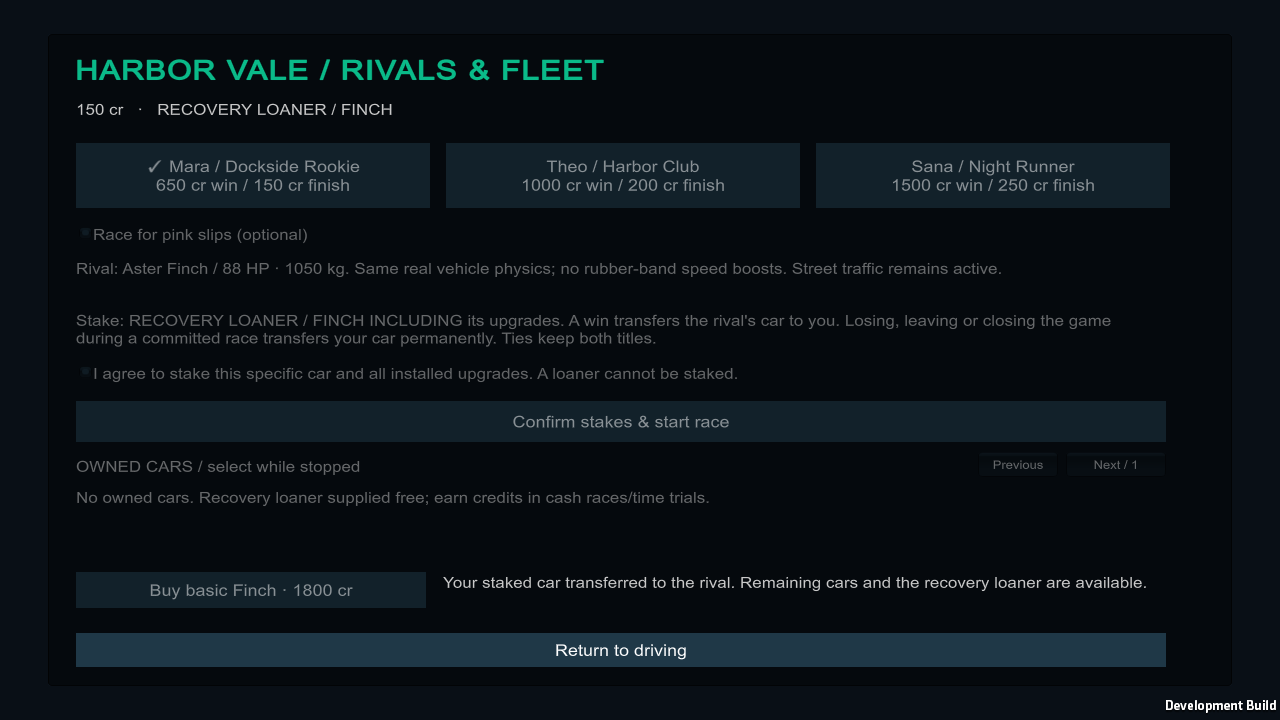 HARBOR VALE / RIVALS & FLEET
150 cr · RECOVERY LOANER / FINCH
✓ Mara / Dockside Rookie
650 cr win / 150 cr finish
Theo / Harbor Club
1000 cr win / 200 cr finish
Sana / Night Runner
1500 cr win / 250 cr finish
Race for pink slips (optional)
Rival: Aster Finch / 88 HP · 1050 kg. Same real vehicle physics; no rubber-band speed boosts. Street traffic remains active.
Stake: RECOVERY LOANER / FINCH INCLUDING its upgrades. A win transfers the rival's car to you. Losing, leaving or closing the game
during a committed race transfers your car permanently. Ties keep both titles.
I agree to stake this specific car and all installed upgrades. A loaner cannot be staked.
Confirm stakes & start race
OWNED CARS / select while stopped
Previous
Next / 1
No owned cars. Recovery loaner supplied free; earn credits in cash races/time trials.
Buy basic Finch · 1800 cr
Your staked car transferred to the rival. Remaining cars and the recovery loaner are available.
Return to driving
Development Build